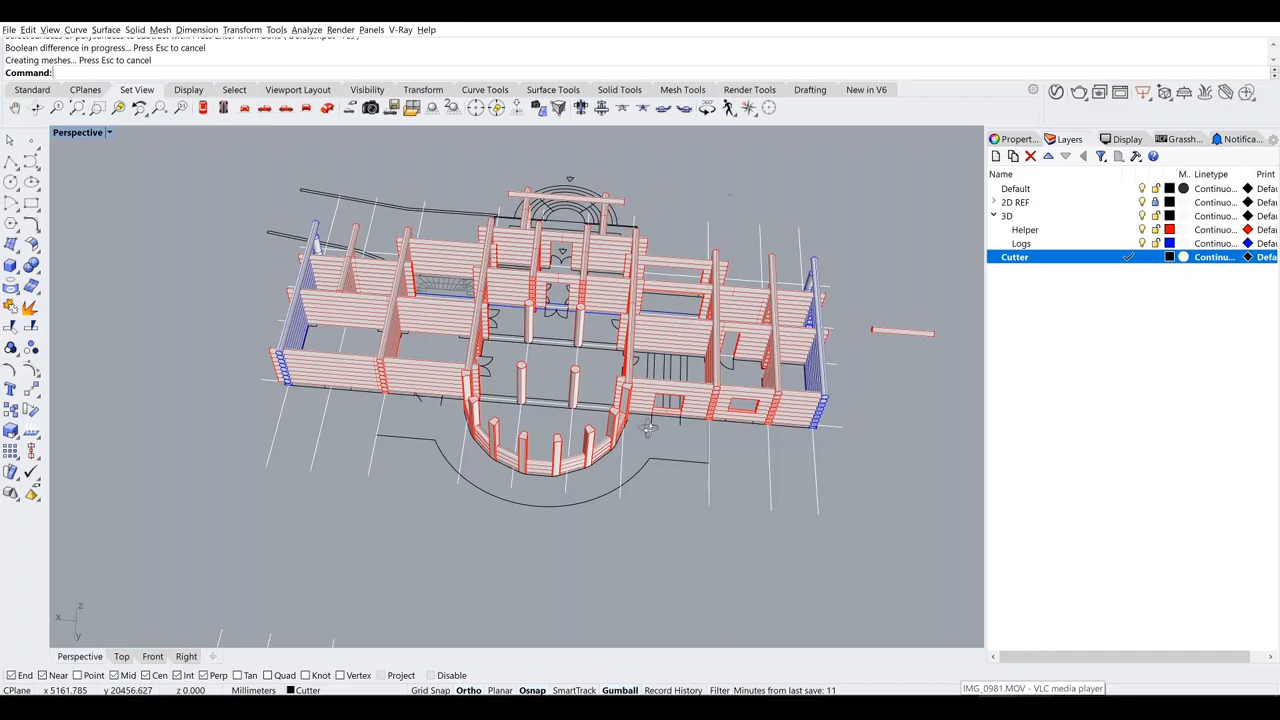 File Edit View Curve Surface Solid Mesh Dimension Transform Tools Analyze Render Panels V-Ray Help
Boolean difference in progress... Press Esc to cancel
Creating meshes... Press Esc to cancel
Command:
Standard CPlanes Set View Display Select Viewport Layout Visibility Transform Curve Tools Surface Tools Solid Tools Mesh Tools Render Tools Drafting New in V6
Perspective
Propert... Layers Display Grassh... Notifica...
Name M.. Linetype Print
Default Continuo... Defa
2D REF Continuo... Defa
3D Continuo... Defa
Helper Continuo... Defa
Logs Continuo... Defa
Cutter Continu... Defa
z
x
y
Perspective Top Front Right
End Near Point Mid Cen Int Perp Tan Quad Knot Vertex Project Disable
CPlane x 5161.785 y 20456.627 z 0.000 Millimeters Cutter Grid Snap Ortho Planar Osnap SmartTrack Gumball Record History Filter Minutes from last save: 11
IMG_0981.MOV - VLC media player